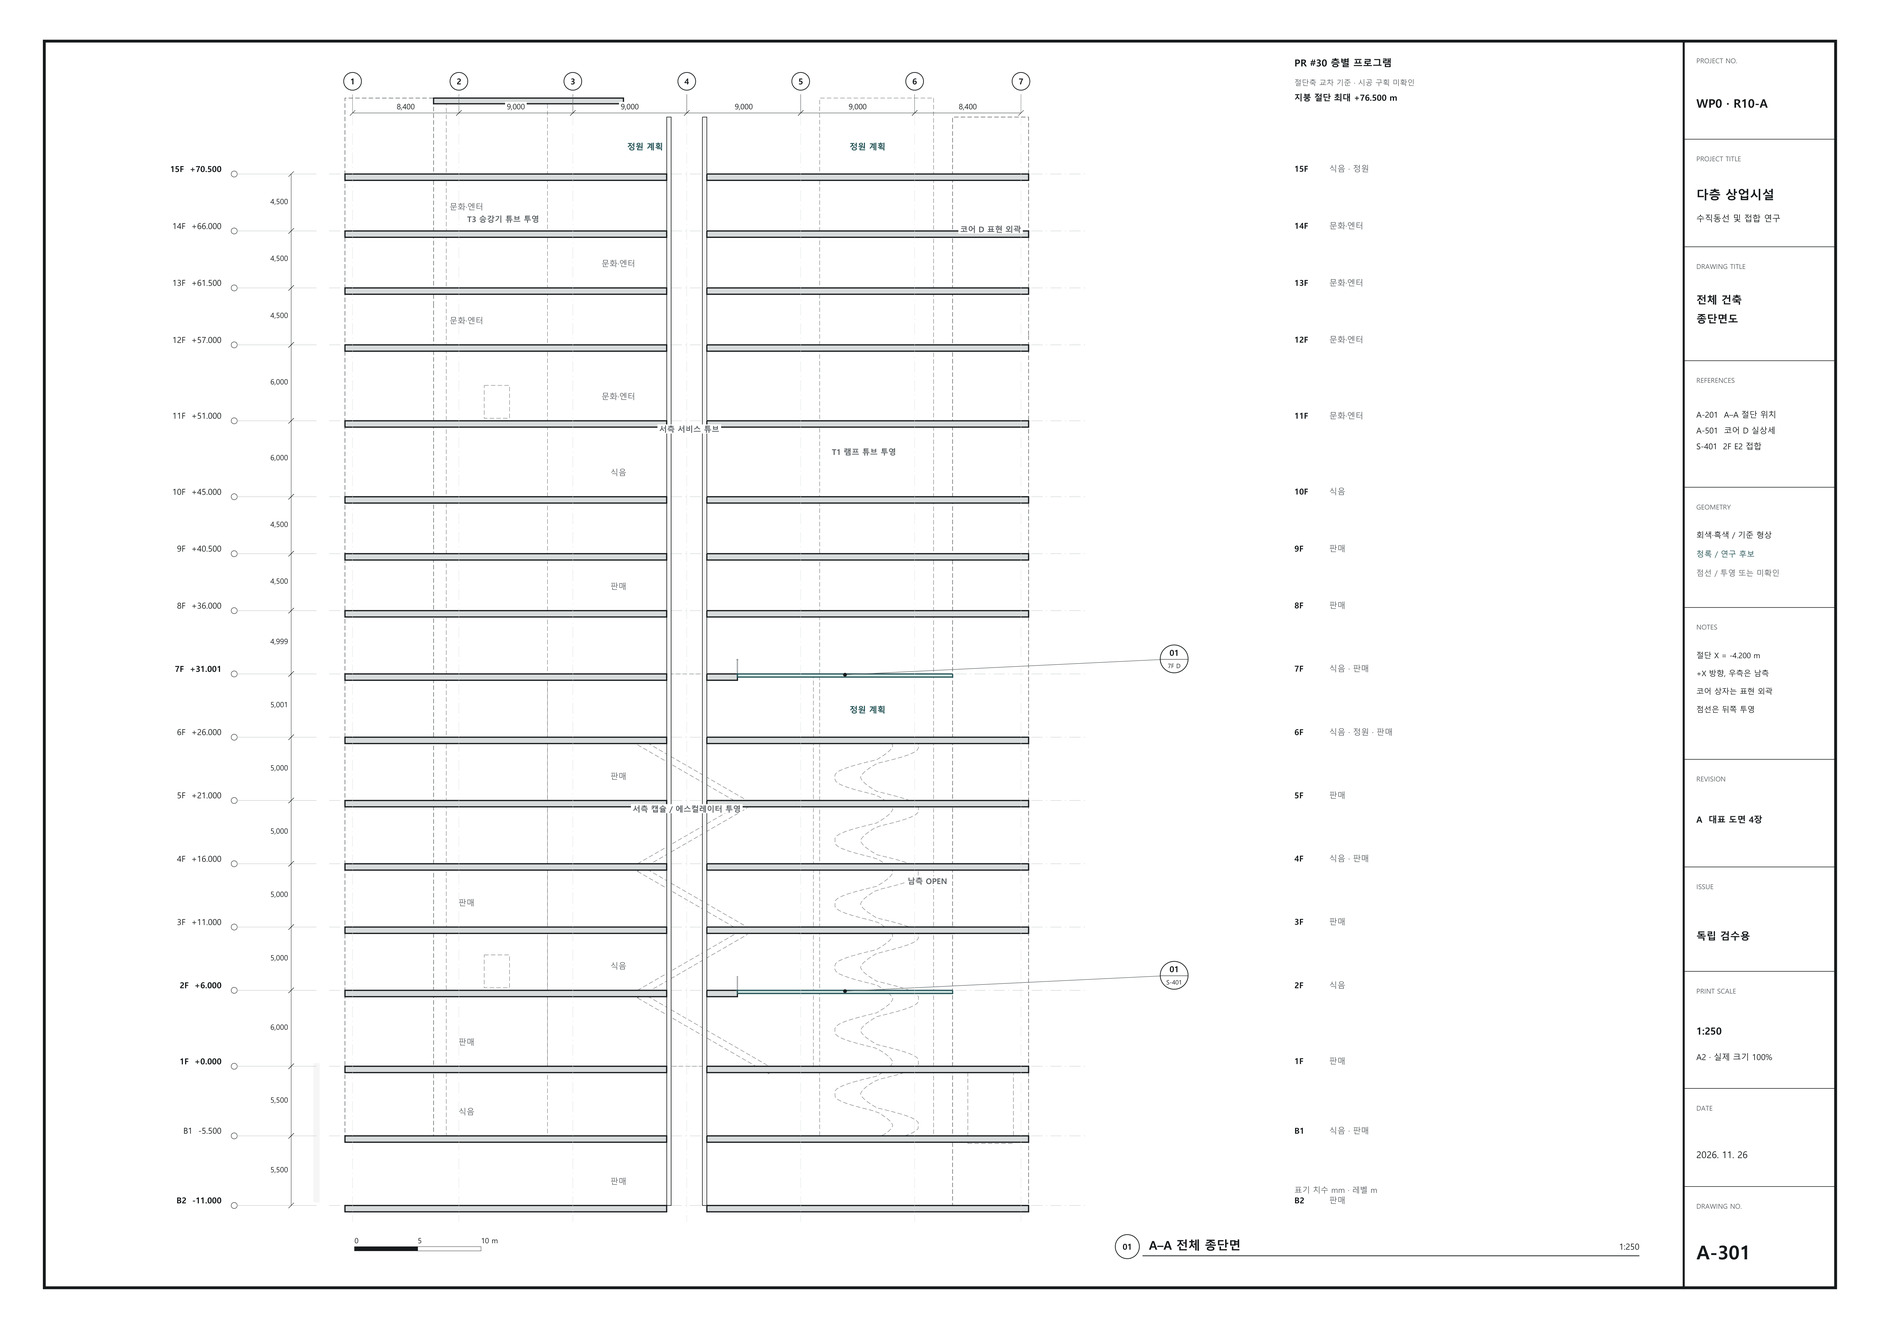 1
2
3
4
5
6
7
8,400
9,000
9,000
9,000
9,000
8,400
정원 계획
정원 계획
15F +70.500
4,500
문화·엔터
T3 승강기 튜브 투영
14F +66.000
코어 D 표현 외곽
4,500
문화·엔터
13F +61.500
4,500
문화·엔터
12F +57.000
6,000
문화·엔터
11F +51.000
서측 서비스 튜브
T1 램프 튜브 투영
6,000
식음
10F +45.000
4,500
9F +40.500
4,500
판매
8F +36.000
4,999
01
7F D
7F +31.001
5,001
정원 계획
6F +26.000
5,000
판매
5F +21.000
서측 캡슐 / 에스컬레이터 투영
5,000
4F +16.000
남측 OPEN
5,000
판매
3F +11.000
5,000
식음
01
S-401
2F +6.000
6,000
판매
1F +0.000
5,500
식음
B1 -5.500
5,500
판매
B2 -11.000
0
5
10 m
01
A–A 전체 종단면
1:250
PR #30 층별 프로그램
절단축 교차 기준 · 시공 구획 미확인
지붕 절단 최대 +76.500 m
15F 식음 · 정원
14F 문화·엔터
13F 문화·엔터
12F 문화·엔터
11F 문화·엔터
10F 식음
9F 판매
8F 판매
7F 식음 · 판매
6F 식음 · 정원 · 판매
5F 판매
4F 식음 · 판매
3F 판매
2F 식음
1F 판매
B1 식음 · 판매
표기 치수 mm · 레벨 m
B2 판매
PROJECT NO.
WP0 · R10-A
PROJECT TITLE
다층 상업시설
수직동선 및 접합 연구
DRAWING TITLE
전체 건축
종단면도
REFERENCES
A-201 A–A 절단 위치
A-501 코어 D 실상세
S-401 2F E2 접합
GEOMETRY
회색·흑색 / 기준 형상
청록 / 연구 후보
점선 / 투영 또는 미확인
NOTES
절단 X = -4.200 m
+X 방향, 우측은 남측
코어 상자는 표현 외곽
점선은 뒤쪽 투영
REVISION
A 대표 도면 4장
ISSUE
독립 검수용
PRINT SCALE
1:250
A2 · 실제 크기 100%
DATE
2026. 11. 26
DRAWING NO.
A-301